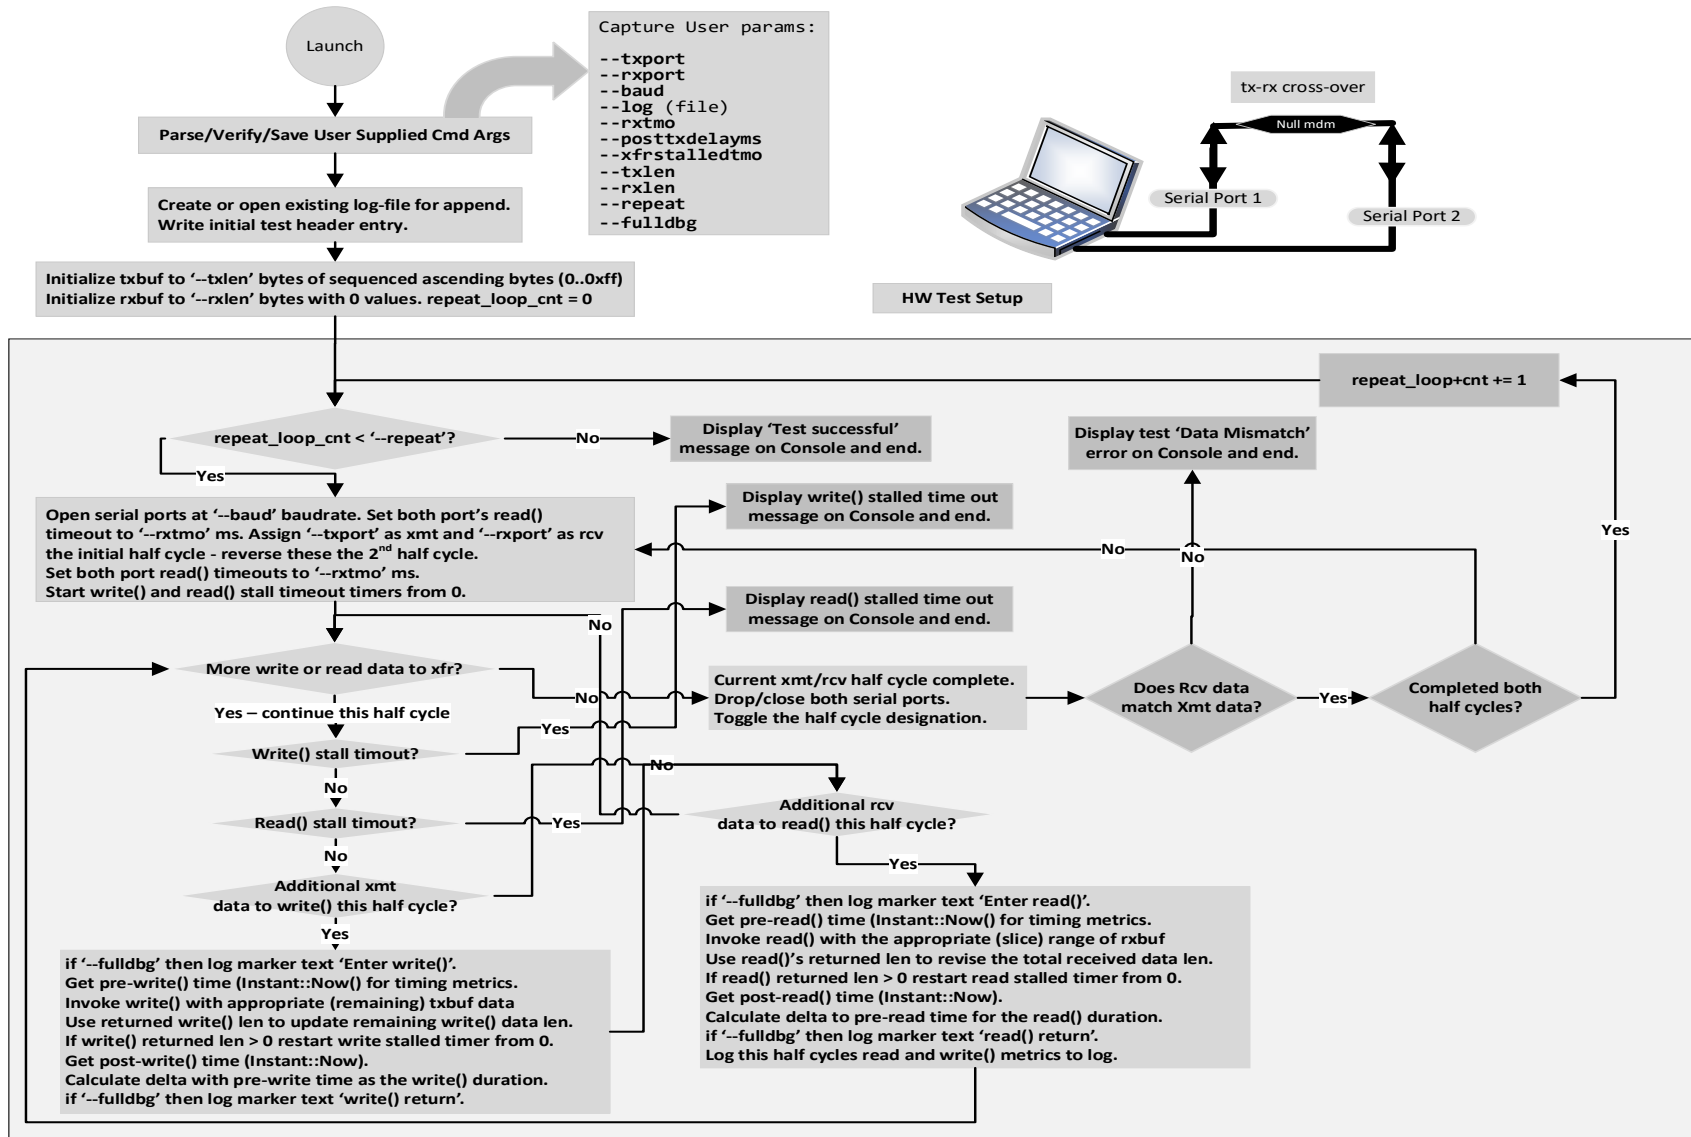 Launch
Parse/Verify/Save User Supplied Cmd Args
Capture User params:
--txport
--rxport
--baud
--log (file)
--rxtmo
--posttxdelayms
--xfrstalledtmo
--txlen
--rxlen
--repeat
--fulldbg
tx-rx cross-over
Null mdm
Serial Port 1
Serial Port 2
HW Test Setup
Create or open existing log-file for append.
Write initial test header entry.
Initialize txbuf to ‘--txlen’ bytes of sequenced ascending bytes (0..0xff)
Initialize rxbuf to ‘--rxlen’ bytes with 0 values. repeat_loop_cnt = 0
repeat_loop+cnt += 1
repeat_loop_cnt < ‘--repeat’?
No
Display ‘Test successful’
message on Console and end.
Display test ‘Data Mismatch’
error on Console and end.
Yes
Yes
Display write() stalled time out
message on Console and end.
Open serial ports at ‘--baud’ baudrate. Set both port’s read()
timeout to ‘--rxtmo’ ms. Assign ‘--txport’ as xmt and ‘--rxport’ as rcv
the initial half cycle - reverse these the 2nd half cycle.
Set both port read() timeouts to ‘--rxtmo’ ms.
Start write() and read() stall timeout timers from 0.
No
No
Display read() stalled time out
message on Console and end.
No
More write or read data to xfr?
No
Current xmt/rcv half cycle complete.
Drop/close both serial ports.
Toggle the half cycle designation.
Does Rcv data
match Xmt data?
Yes
Completed both
half cycles?
Yes – continue this half cycle
Write() stall timout?
Yes
No
No
Read() stall timout?
Yes
Additional rcv
data to read() this half cycle?
No
Yes
Additional xmt
data to write() this half cycle?
Yes
if ‘--fulldbg’ then log marker text ‘Enter write()’.
Get pre-write() time (Instant::Now() for timing metrics.
Invoke write() with appropriate (remaining) txbuf data
Use returned write() len to update remaining write() data len.
If write() returned len > 0 restart write stalled timer from 0.
Get post-write() time (Instant::Now).
Calculate delta with pre-write time as the write() duration.
if ‘--fulldbg’ then log marker text ‘write() return’.
if ‘--fulldbg’ then log marker text ‘Enter read()’.
Get pre-read() time (Instant::Now() for timing metrics.
Invoke read() with the appropriate (slice) range of rxbuf
Use read()’s returned len to revise the total received data len.
If read() returned len > 0 restart read stalled timer from 0.
Get post-read() time (Instant::Now).
Calculate delta to pre-read time for the read() duration.
if ‘--fulldbg’ then log marker text ‘read() return’.
Log this half cycles read and write() metrics to log.